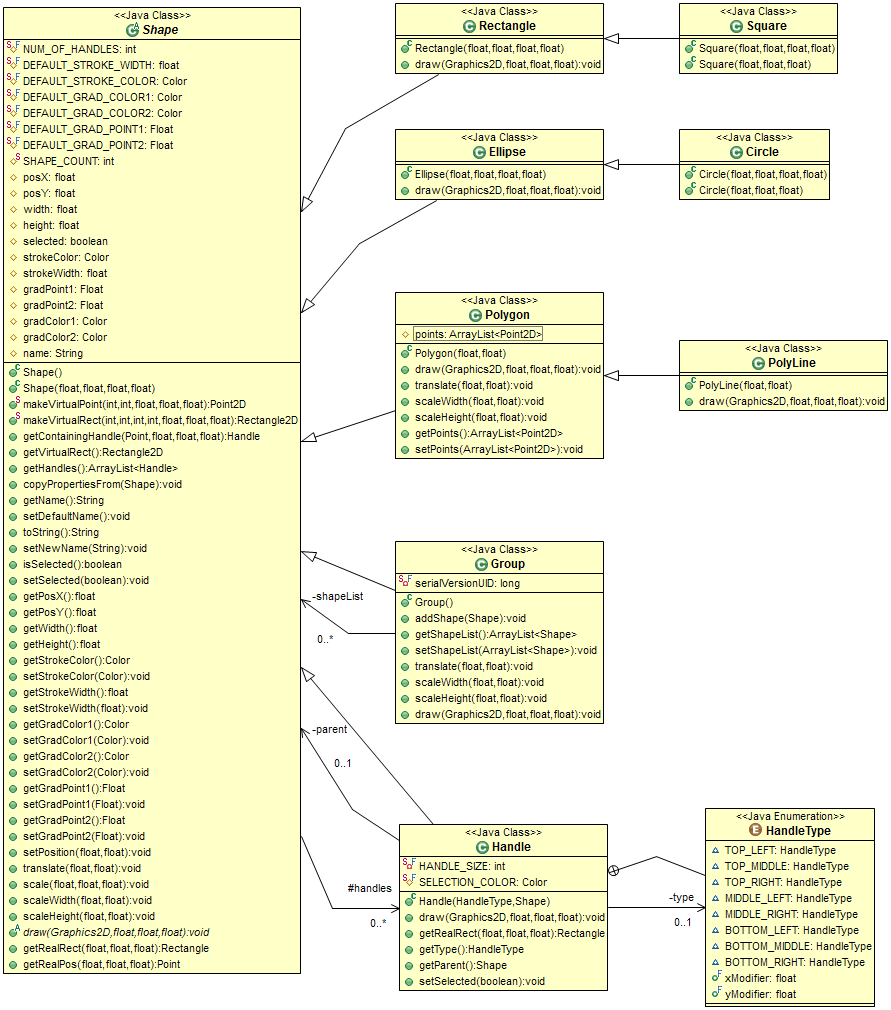 <<Java Class>>
Shape
NUM_OF_HANDLES: int
DEFAULT_STROKE_WIDTH: float
DEFAULT_STROKE_COLOR: Color
DEFAULT_GRAD_COLOR1: Color
DEFAULT_GRAD_COLOR2: Color
DEFAULT_GRAD_POINT1: Float
DEFAULT_GRAD_POINT2: Float
SHAPE_COUNT: int
posX: float
posY: float
width: float
height: float
selected: boolean
strokeColor: Color
strokeWidth: float
gradPoint1: Float
gradPoint2: Float
gradColor1: Color
gradColor2: Color
name: String
Shape()
Shape(float,float,float,float)
makeVirtualPoint(int,int,float,float,float):Point2D
makeVirtualRect(int,int,int,int,float,float,float):Rectangle2D
getContainingHandle(Point,float,float,float):Handle
getVirtualRect():Rectangle2D
getHandles():ArrayList<Handle>
copyPropertiesFrom(Shape):void
getName():String
setDefaultName():void
toString():String
setNewName(String):void
isSelected():boolean
setSelected(boolean):void
getPosX():float
getPosY():float
getWidth():float
getHeight():float
getStrokeColor():Color
setStrokeColor(Color):void
getStrokeWidth():float
setStrokeWidth(float):void
getGradColor1():Color
setGradColor1(Color):void
getGradColor2():Color
setGradColor2(Color):void
getGradPoint1():Float
setGradPoint1(Float):void
getGradPoint2():Float
setGradPoint2(Float):void
setPosition(float,float):void
translate(float,float):void
scale(float,float,float):void
scaleWidth(float,float):void
scaleHeight(float,float):void
draw(Graphics2D,float,float,float):void
getRealRect(float,float,float):Rectangle
getRealPos(float,float,float):Point
<<Java Class>>
Rectangle
Rectangle(float,float,float,float)
draw(Graphics2D,float,float,float):void
<<Java Class>>
Square
Square(float,float,float,float)
Square(float,float,float)
<<Java Class>>
Ellipse
Ellipse(float,float,float,float)
draw(Graphics2D,float,float,float):void
<<Java Class>>
Circle
Circle(float,float,float,float)
Circle(float,float,float)
<<Java Class>>
Polygon
points: ArrayList<Point2D>
Polygon(float,float)
draw(Graphics2D,float,float,float):void
translate(float,float):void
scaleWidth(float,float):void
scaleHeight(float,float):void
getPoints():ArrayList<Point2D>
setPoints(ArrayList<Point2D>):void
<<Java Class>>
PolyLine
PolyLine(float,float)
draw(Graphics2D,float,float,float):void
<<Java Class>>
Group
serialVersionUID: long
Group()
addShape(Shape):void
getShapeList():ArrayList<Shape>
setShapeList(ArrayList<Shape>):void
translate(float,float):void
scaleWidth(float,float):void
scaleHeight(float,float):void
draw(Graphics2D,float,float,float):void
-shapeList
0..*
-parent
0..1
#handles
0..*
<<Java Class>>
Handle
HANDLE_SIZE: int
SELECTION_COLOR: Color
Handle(HandleType,Shape)
draw(Graphics2D,float,float,float):void
getRealRect(float,float,float):Rectangle
getType():HandleType
getParent():Shape
setSelected(boolean):void
-type
0..1
<<Java Enumeration>>
HandleType
TOP_LEFT: HandleType
TOP_MIDDLE: HandleType
TOP_RIGHT: HandleType
MIDDLE_LEFT: HandleType
MIDDLE_RIGHT: HandleType
BOTTOM_LEFT: HandleType
BOTTOM_MIDDLE: HandleType
BOTTOM_RIGHT: HandleType
xModifier: float
yModifier: float